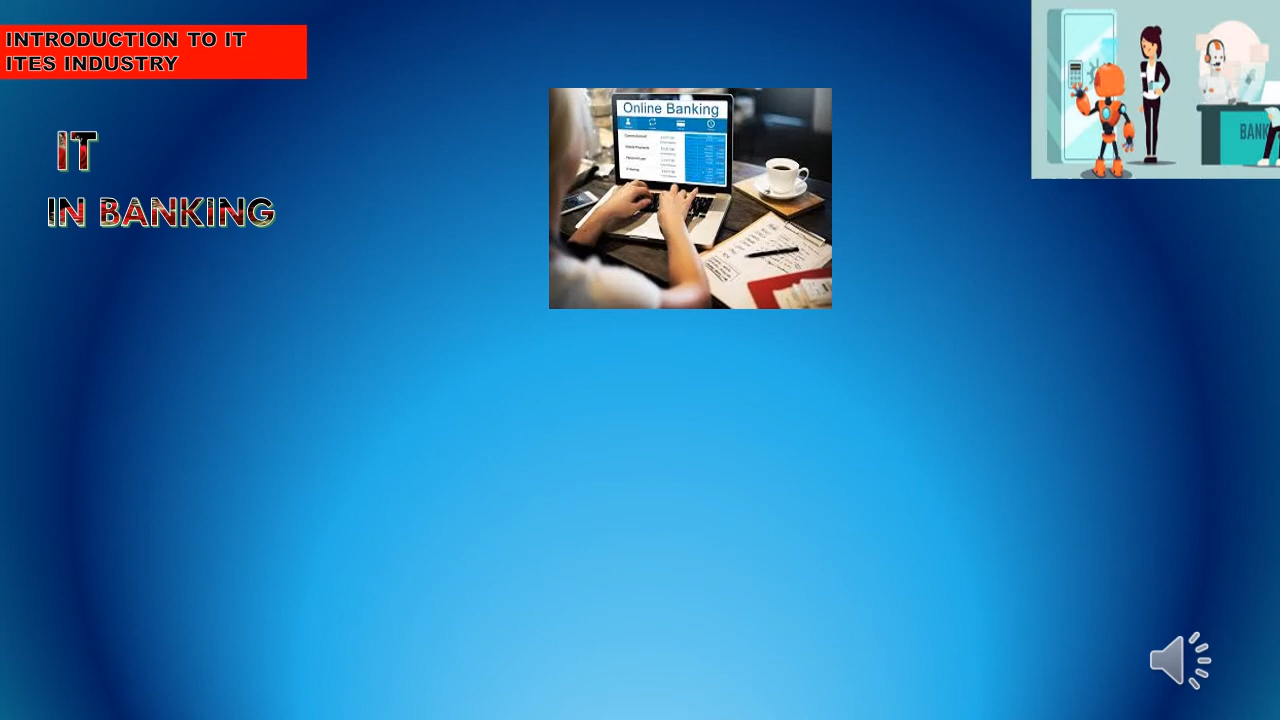 INTRODUCTION TO IT
ITES INDUSTRY
IT
IN BANKING
Online Banking
BANK